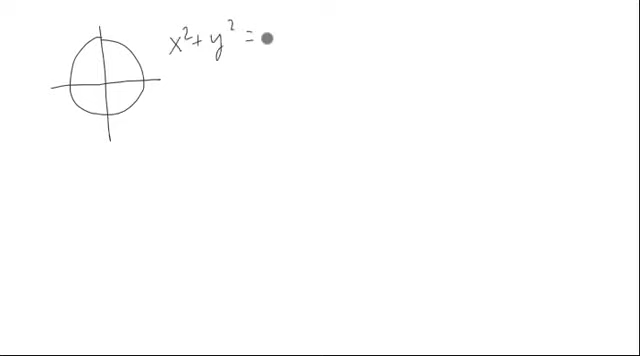 x² + y² =